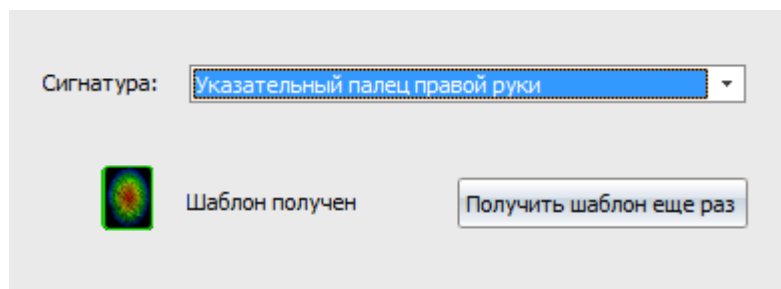 Сигнатура: Указательный палец правой руки
Шаблон получен Получить шаблон еще раз